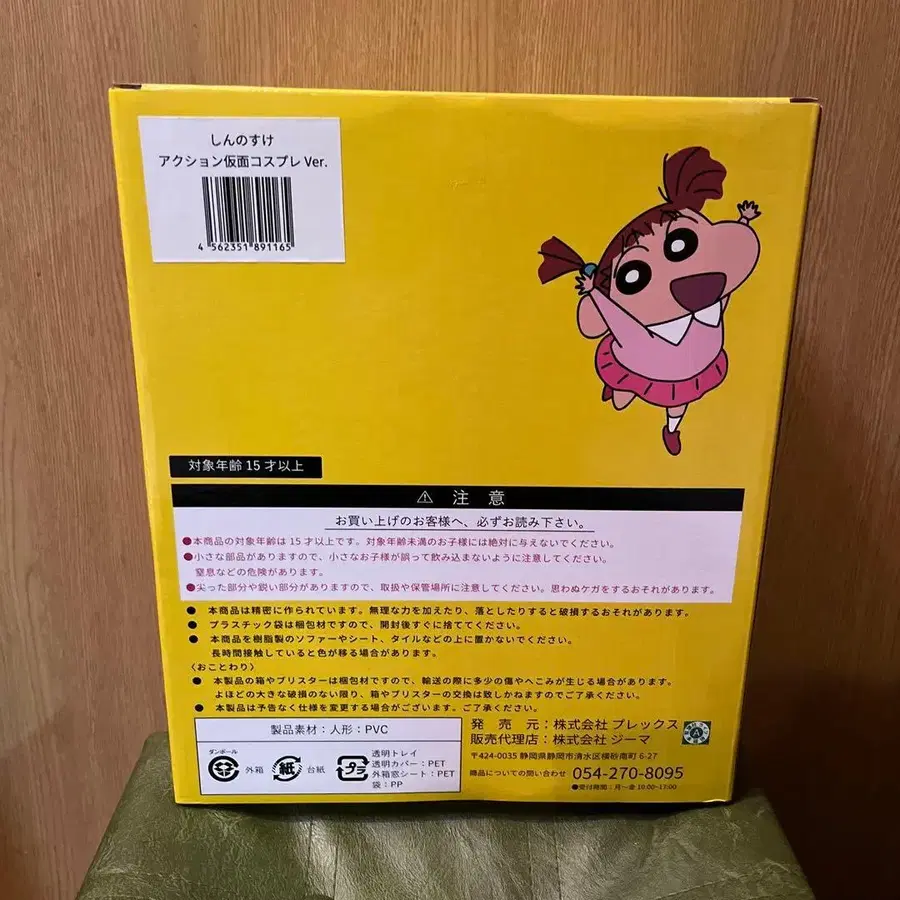 しんのすけ
アクション仮面コスプレ Ver.
4 562351 891165
対象年齢 15 才以上
⚠ 注 意
お買い上げのお客様へ、必ずお読み下さい。
●本商品の対象年齢は 15 才以上です。対象年齢未満のお子様には絶対に与えないでください。
●小さな部品がありますので、小さなお子様が誤って飲み込まないように注意してください。
窒息などの危険があります。
●尖った部分や鋭い部分がありますので、取扱や保管場所に注意してください。思わぬケガをするおそれがあります。
● 本商品は精密に作られています。無理な力を加えたり、落としたりすると破損するおそれがあります。
● プラスチック袋は梱包材ですので、開封後すぐに捨ててください。
● 本商品を樹脂製のソファーやシート、タイルなどの上に置かないでください。
長時間接触していると色が移る場合があります。
〈おことわり〉
● 本製品の箱やブリスターは梱包材ですので、輸送の際に多少の傷やへこみが生じる場合があります。
よほどの大きな破損のない限り、箱やブリスターの交換は致しかねますのでご了承ください。
● 本製品は予告なく仕様を変更する場合がございます。ご了承ください。
製品素材：人形：PVC
ダンボール
外箱
紙
台紙
プラ
透明トレイ
透明カバー：PET
外箱窓シート：PET
袋：PP
発 売 元：株式会社 プレックス
販売代理店：株式会社 ジーマ
A
〒424-0035 静岡県静岡市清水区横砂南町 6-27
商品についての問い合わせ 054-270-8095
●受付時間：月～金 10:00~17:00